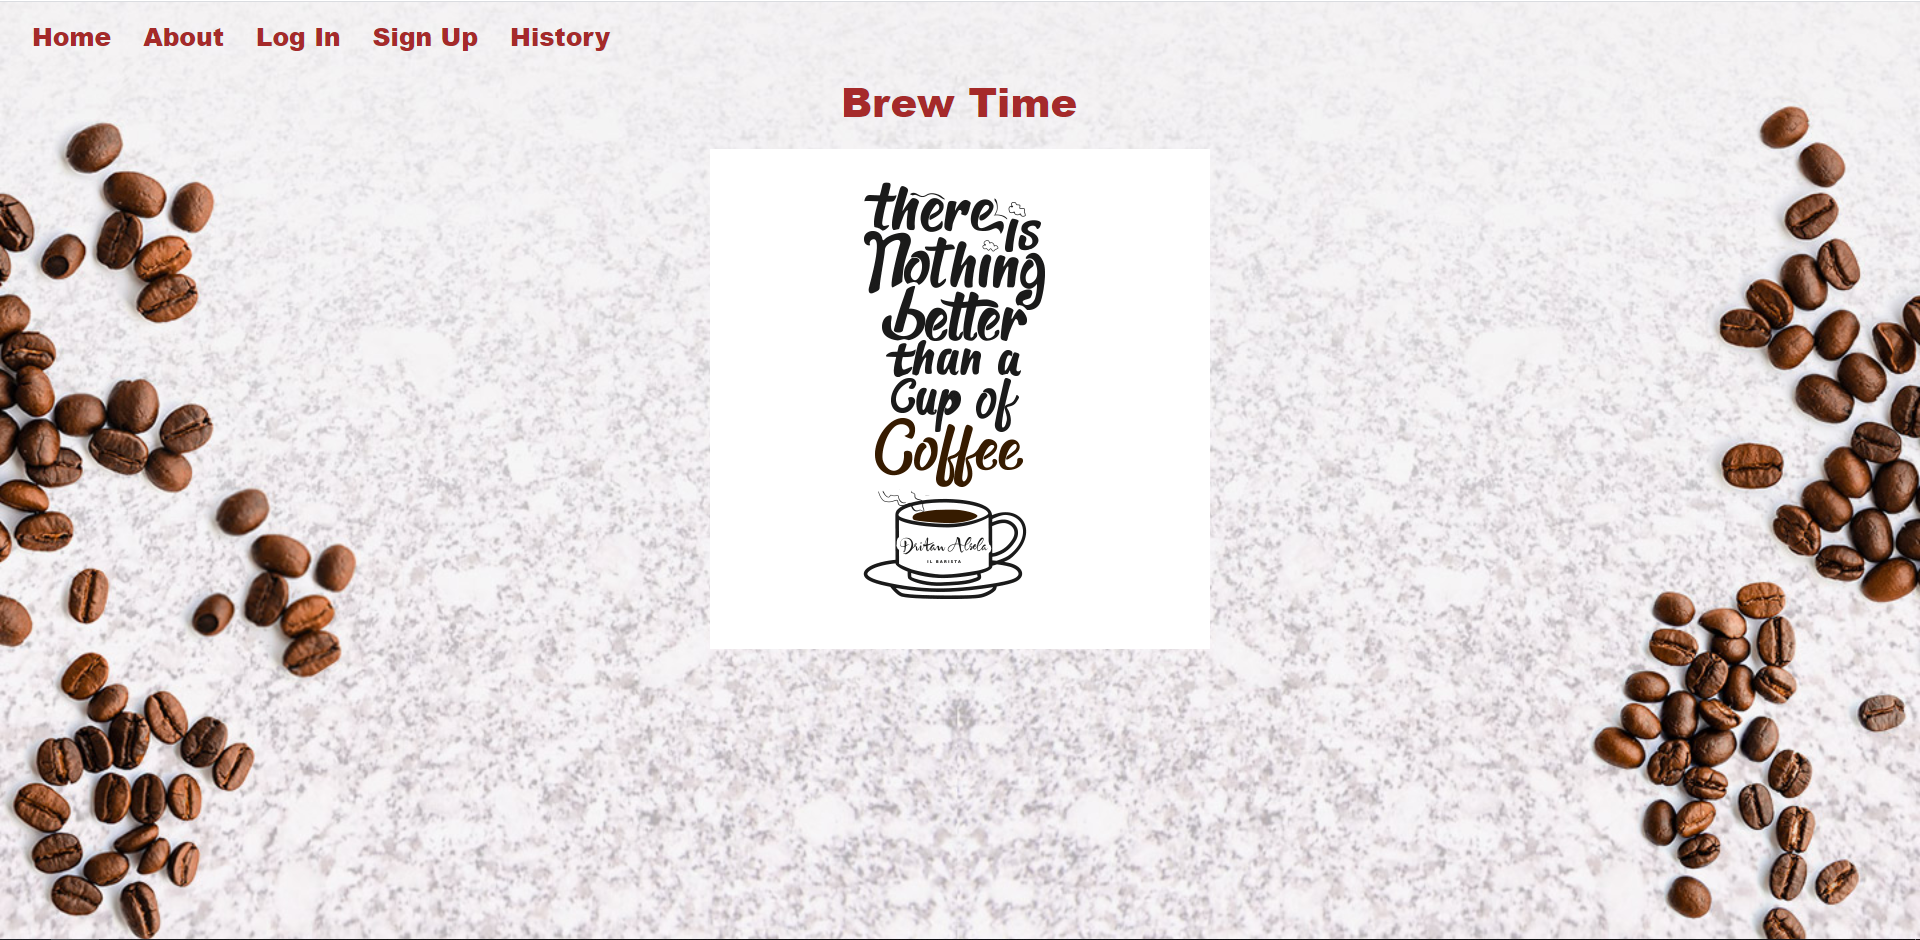 Home About Log In Sign Up History
Brew Time
there is
Nothing
better
than a
Cup of
Coffee
Dritan Alsela
IL BARISTA